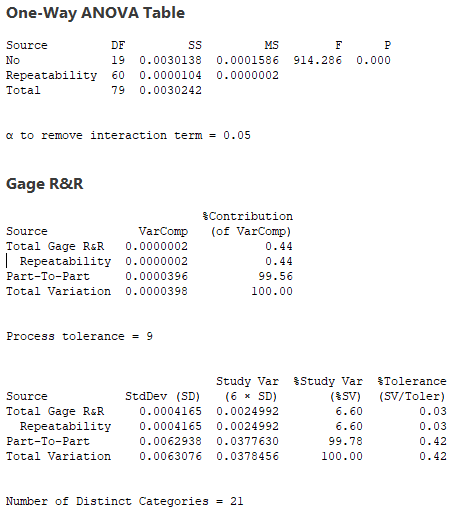 One-Way ANOVA Table
Source DF SS MS F P
No 19 0.0030138 0.0001586 914.286 0.000
Repeatability 60 0.0000104 0.0000002
Total 79 0.0030242
α to remove interaction term = 0.05
Gage R&R
%Contribution
Source VarComp (of VarComp)
Total Gage R&R 0.0000002 0.44
Repeatability 0.0000002 0.44
Part-To-Part 0.0000396 99.56
Total Variation 0.0000398 100.00
Process tolerance = 9
Study Var %Study Var %Tolerance
Source StdDev (SD) (6 × SD) (%SV) (SV/Toler)
Total Gage R&R 0.0004165 0.0024992 6.60 0.03
Repeatability 0.0004165 0.0024992 6.60 0.03
Part-To-Part 0.0062938 0.0377630 99.78 0.42
Total Variation 0.0063076 0.0378456 100.00 0.42
Number of Distinct Categories = 21